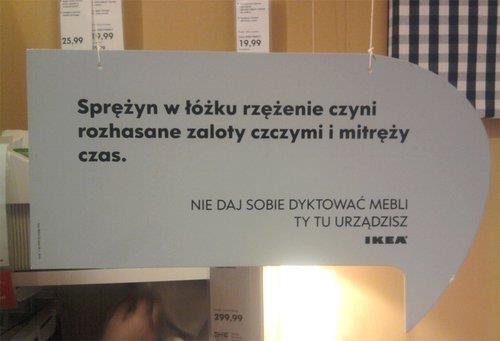 25,99
19,99
Sprężyn w łóżku rzężenie czyni
rozhasane zaloty czczymi i mitręży
czas.
NIE DAJ SOBIE DYKTOWAĆ MEBLI
TY TU URZĄDZISZ
IKEA
299,99